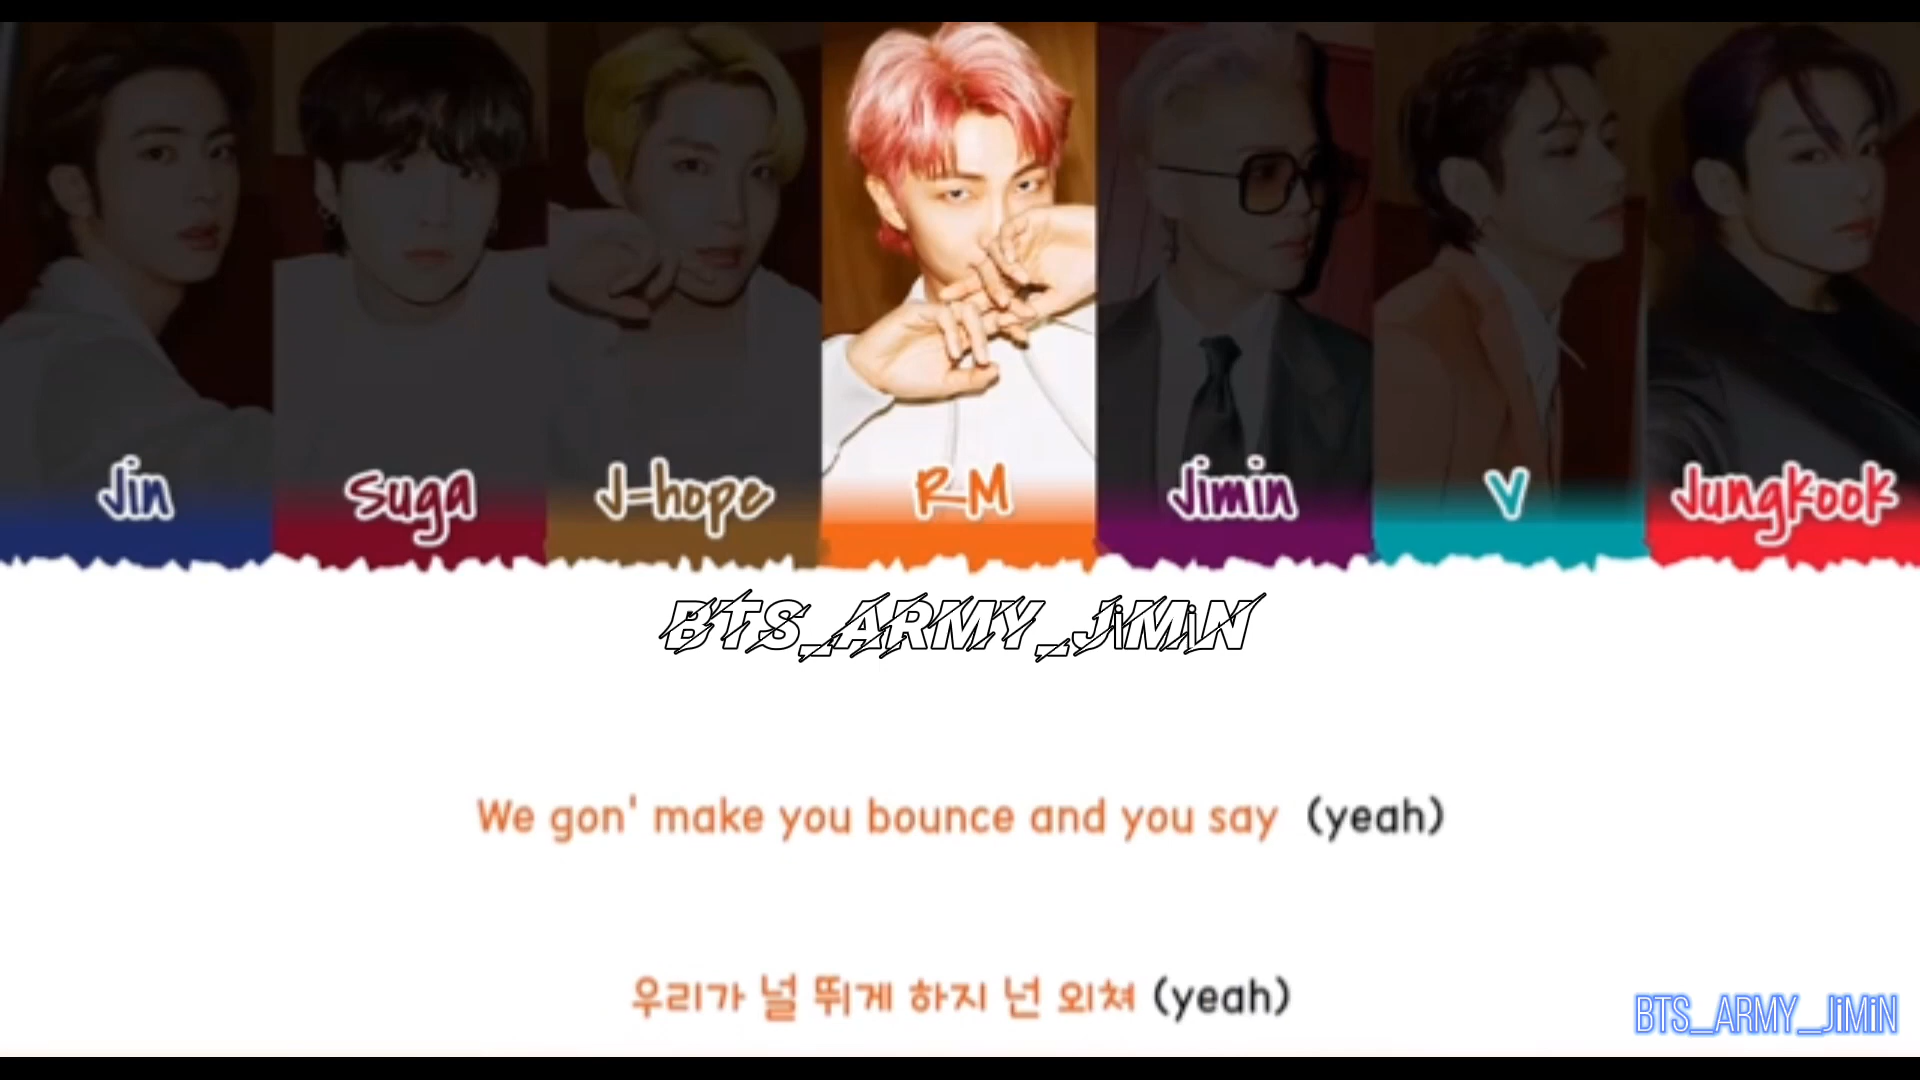 Jin Suga J-hope RM Jimin V Jungkook
BTS_ARMY_JiMiN
We gon' make you bounce and you say (yeah)
우리가 널 뛰게 하지 넌 외쳐 (yeah)
BTS_ARMY_JiMiN